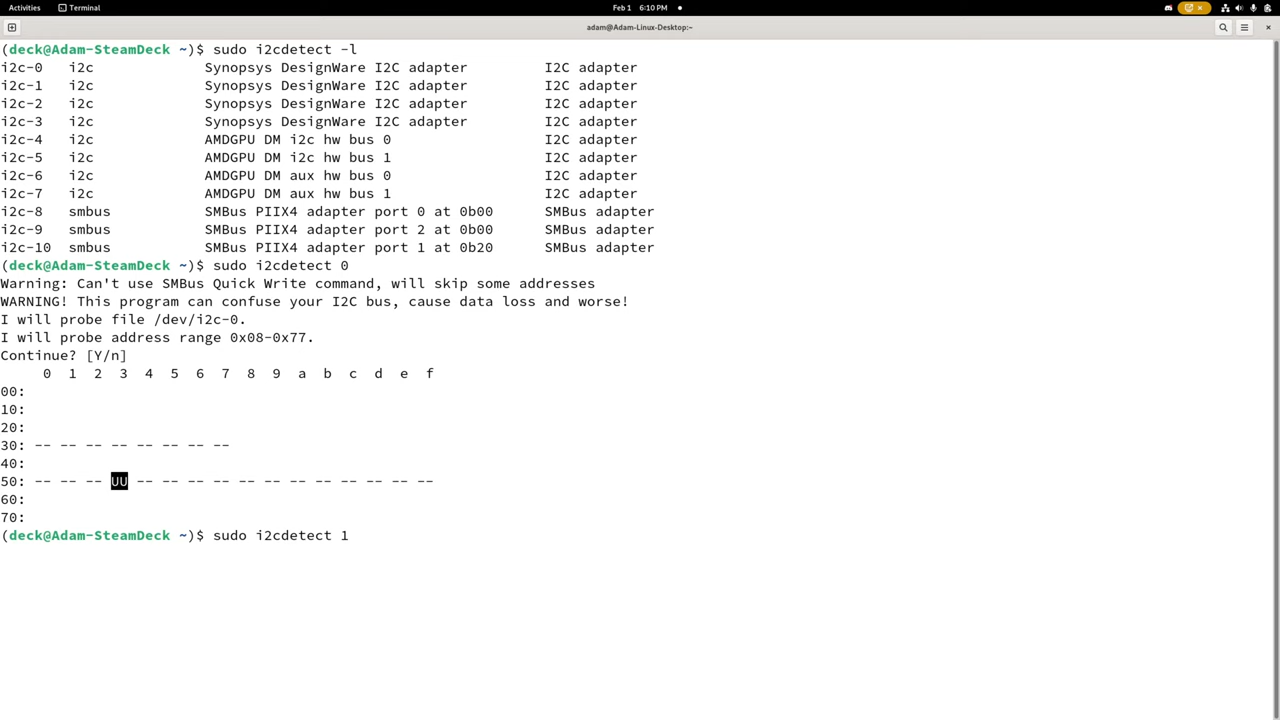 Activities Terminal Feb 1 6:10 PM
adam@Adam-Linux-Desktop:~
(deck@Adam-SteamDeck ~)$ sudo i2cdetect -l
i2c-0 i2c Synopsys DesignWare I2C adapter I2C adapter
i2c-1 i2c Synopsys DesignWare I2C adapter I2C adapter
i2c-2 i2c Synopsys DesignWare I2C adapter I2C adapter
i2c-3 i2c Synopsys DesignWare I2C adapter I2C adapter
i2c-4 i2c AMDGPU DM i2c hw bus 0 I2C adapter
i2c-5 i2c AMDGPU DM i2c hw bus 1 I2C adapter
i2c-6 i2c AMDGPU DM aux hw bus 0 I2C adapter
i2c-7 i2c AMDGPU DM aux hw bus 1 I2C adapter
i2c-8 smbus SMBus PIIX4 adapter port 0 at 0b00 SMBus adapter
i2c-9 smbus SMBus PIIX4 adapter port 2 at 0b00 SMBus adapter
i2c-10 smbus SMBus PIIX4 adapter port 1 at 0b20 SMBus adapter
(deck@Adam-SteamDeck ~)$ sudo i2cdetect 0
Warning: Can't use SMBus Quick Write command, will skip some addresses
WARNING! This program can confuse your I2C bus, cause data loss and worse!
I will probe file /dev/i2c-0.
I will probe address range 0x08-0x77.
Continue? [Y/n]
0 1 2 3 4 5 6 7 8 9 a b c d e f
00:
10:
20:
30: -- -- -- -- -- -- -- --
40:
50: -- -- -- UU -- -- -- -- -- -- -- -- -- -- -- --
60:
70:
(deck@Adam-SteamDeck ~)$ sudo i2cdetect 1